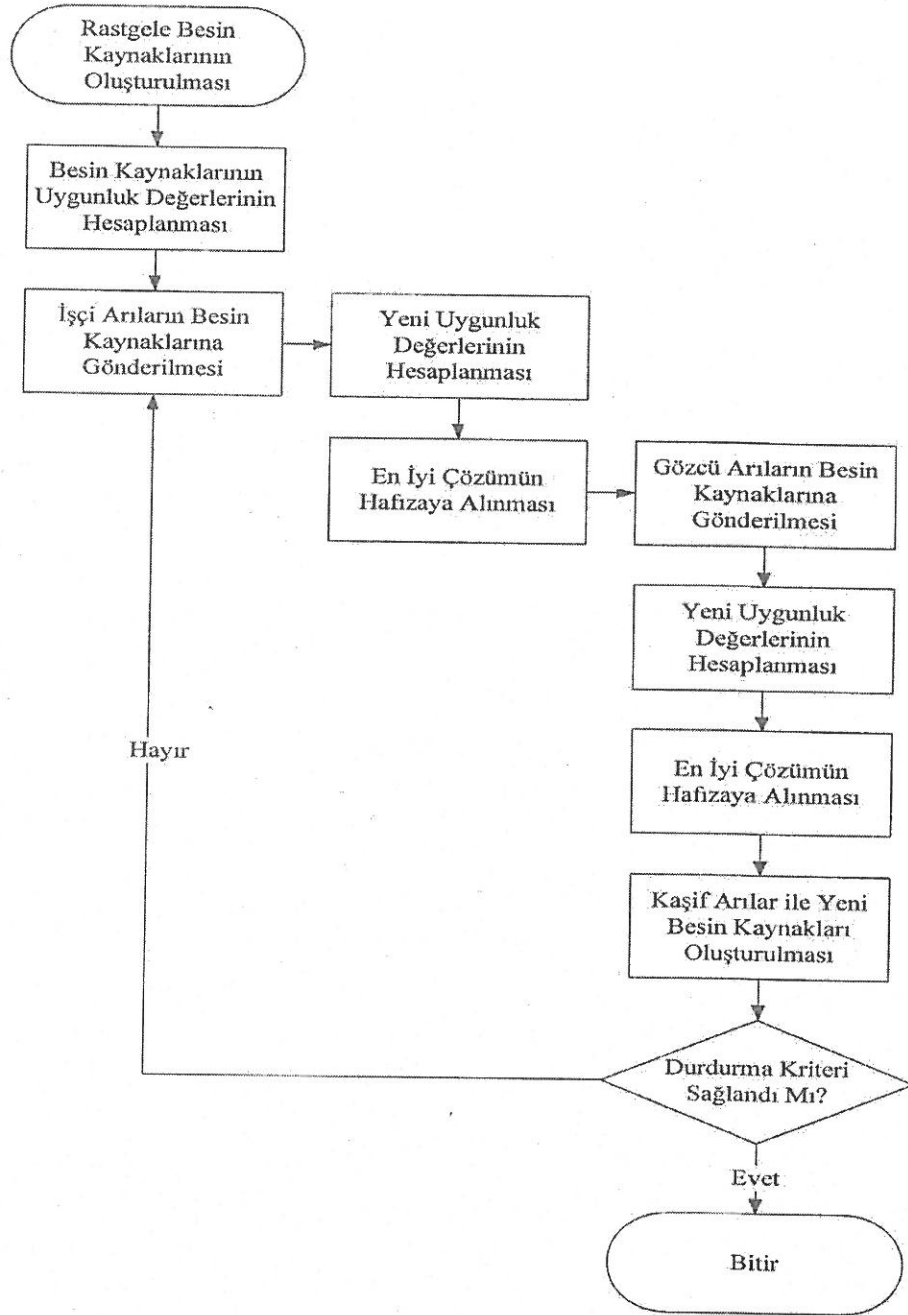 Rastgele Besin
Kaynaklarının
Oluşturulması
Besin Kaynaklarının
Uygunluk Değerlerinin
Hesaplanması
İşçi Arıların Besin
Kaynaklarına
Gönderilmesi
Yeni Uygunluk
Değerlerinin
Hesaplanması
En İyi Çözümün
Hafızaya Alınması
Gözcü Arıların Besin
Kaynaklarına
Gönderilmesi
Yeni Uygunluk
Değerlerinin
Hesaplanması
En İyi Çözümün
Hafızaya Alınması
Kaşif Arılar ile Yeni
Besin Kaynakları
Oluşturulması
Durdurma Kriteri
Sağlandı Mı?
Hayır
Evet
Bitir